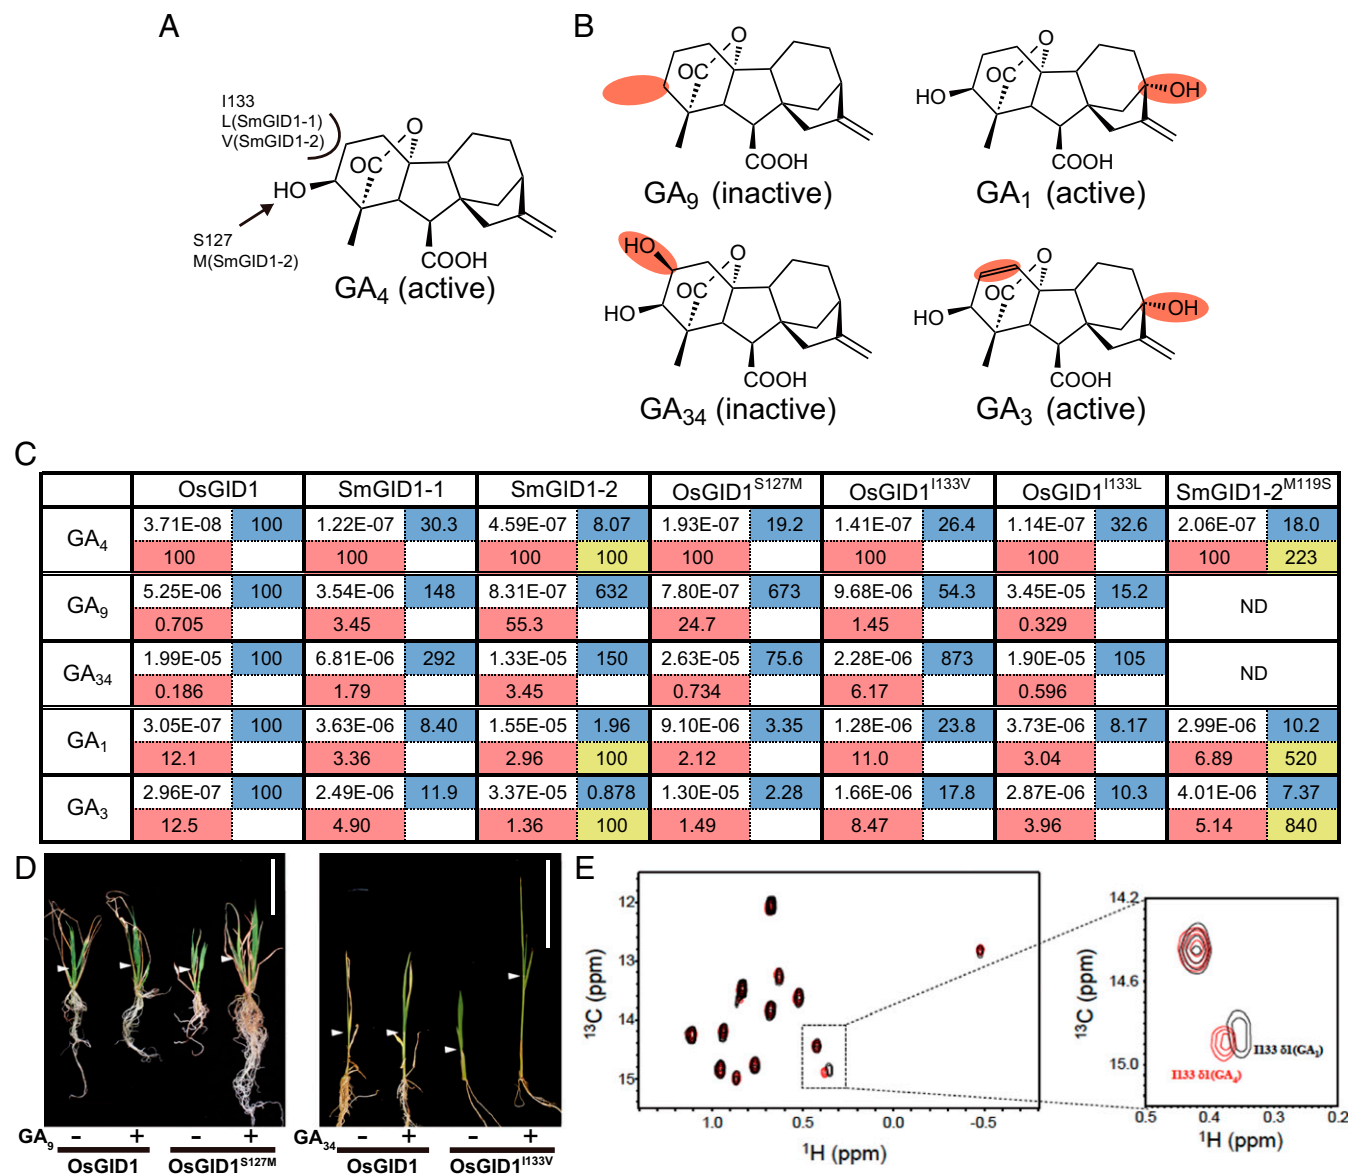 A
I133
L(SmGID1-1)
V(SmGID1-2)
O
OC
HO
S127
M(SmGID1-2)
COOH
GA4 (active)
B
O
OC
COOH
GA9 (inactive)
O
OC
HO
OH
COOH
GA1 (active)
HO
O
OC
HO
COOH
GA34 (inactive)
O
OC
HO
OH
COOH
GA3 (active)
C
OsGID1 SmGID1-1 SmGID1-2 OsGID1S127M OsGID1I133V OsGID1I133L SmGID1-2M119S
GA4 3.71E-08 100 1.22E-07 30.3 4.59E-07 8.07 1.93E-07 19.2 1.41E-07 26.4 1.14E-07 32.6 2.06E-07 18.0
100 100 100 100 100 100 100 100 223
GA9 5.25E-06 100 3.54E-06 148 8.31E-07 632 7.80E-07 673 9.68E-06 54.3 3.45E-05 15.2 ND
0.705 3.45 55.3 24.7 1.45 0.329
GA34 1.99E-05 100 6.81E-06 292 1.33E-05 150 2.63E-05 75.6 2.28E-06 873 1.90E-05 105 ND
0.186 1.79 3.45 0.734 6.17 0.596
GA1 3.05E-07 100 3.63E-06 8.40 1.55E-05 1.96 9.10E-06 3.35 1.28E-06 23.8 3.73E-06 8.17 2.99E-06 10.2
12.1 3.36 2.96 100 2.12 11.0 3.04 6.89 520
GA3 2.96E-07 100 2.49E-06 11.9 3.37E-05 0.878 1.30E-05 2.28 1.66E-06 17.8 2.87E-06 10.3 4.01E-06 7.37
12.5 4.90 1.36 100 1.49 8.47 3.96 5.14 840
D
GA9 - + - +
OsGID1 OsGID1S127M
GA34 - + - +
OsGID1 OsGID1I133V
E
12
13
14
15
13C (ppm)
1.0 0.5 0.0 -0.5
1H (ppm)
14.2
14.6
15.0
13C (ppm)
I133 δ1(GA3)
I133 δ1(GA4)
0.5 0.4 0.3 0.2
1H (ppm)